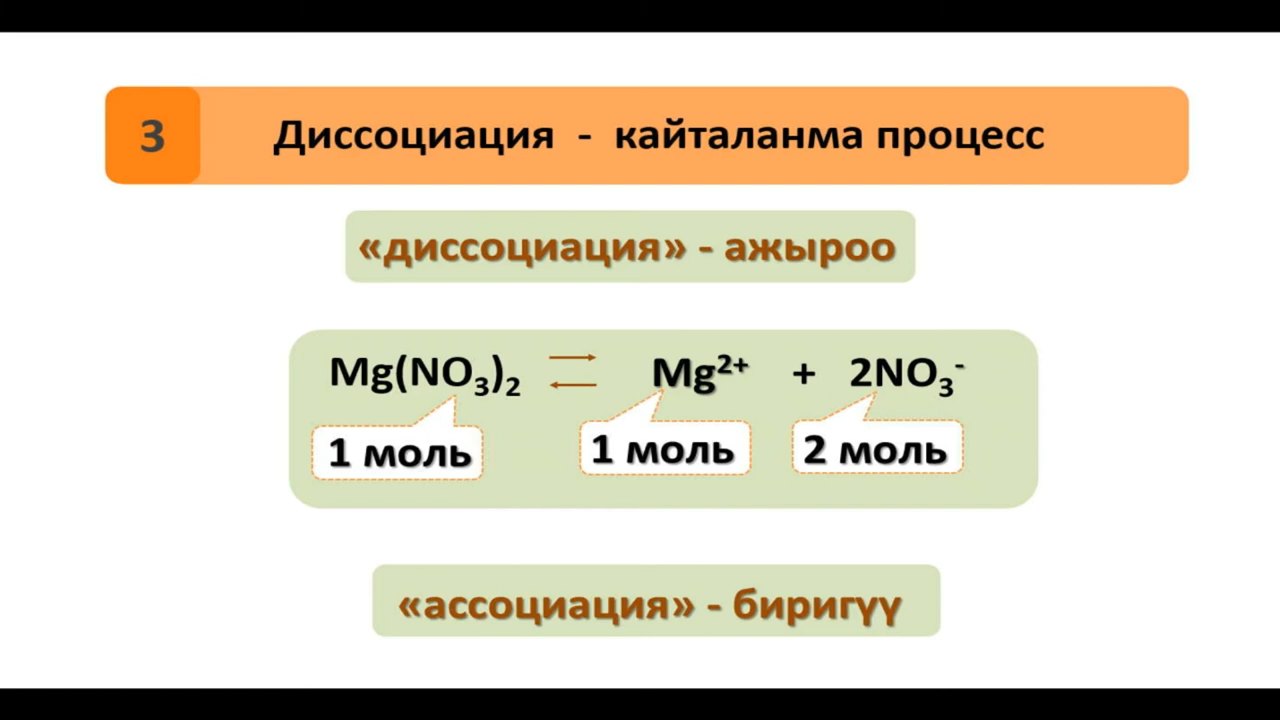 3 Диссоциация - кайталанма процесс
«диссоциация» - ажыроо
Mg(NO₃)₂ ⇄ Mg²⁺ + 2NO₃⁻
1 моль 1 моль 2 моль
«ассоциация» - биригүү